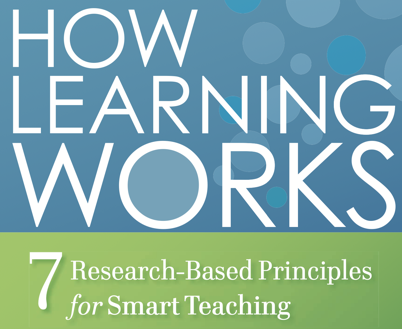 HOW
LEARNING
WORKS
7 Research-Based Principles
for Smart Teaching